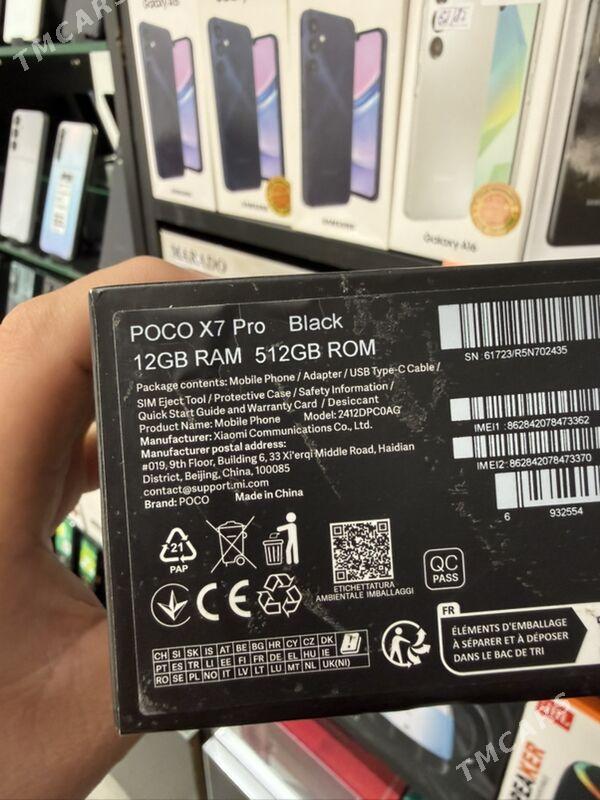 TMCARS
Galaxy A16
SAMSUNG
SAMSUNG
Galaxy A16
MARADO
POCO X7 Pro Black
12GB RAM 512GB ROM
Package contents: Mobile Phone / Adapter / USB Type-C Cable /
SIM Eject Tool / Protective Case / Safety Information /
Quick Start Guide and Warranty Card / Desiccant
Product Name: Mobile Phone Model: 2412DPC0AG
Manufacturer: Xiaomi Communications Co., Ltd.
Manufacturer postal address:
#019, 9th Floor, Building 6, 33 Xi'erqi Middle Road, Haidian
District, Beijing, China, 100085
contact@support.mi.com
Brand: POCO Made in China
SN :61723/R5N702435
IMEI1 :862842078473362
IMEI2:862842078473370
6 932554
21
PAP
ETICHETTATURA
AMBIENTALE IMBALLAGGI
QC
PASS
CE
CH SI SK IS AT BE BG HR CY CZ DK
PT ES TR LI EE FI FR DE EL HU IE
RO SE PL NO IT LV LT LU MT NL UK(NI)
FR
ÉLÉMENTS D'EMBALLAGE
À SÉPARER ET À DÉPOSER
DANS LE BAC DE TRI
TMCARS